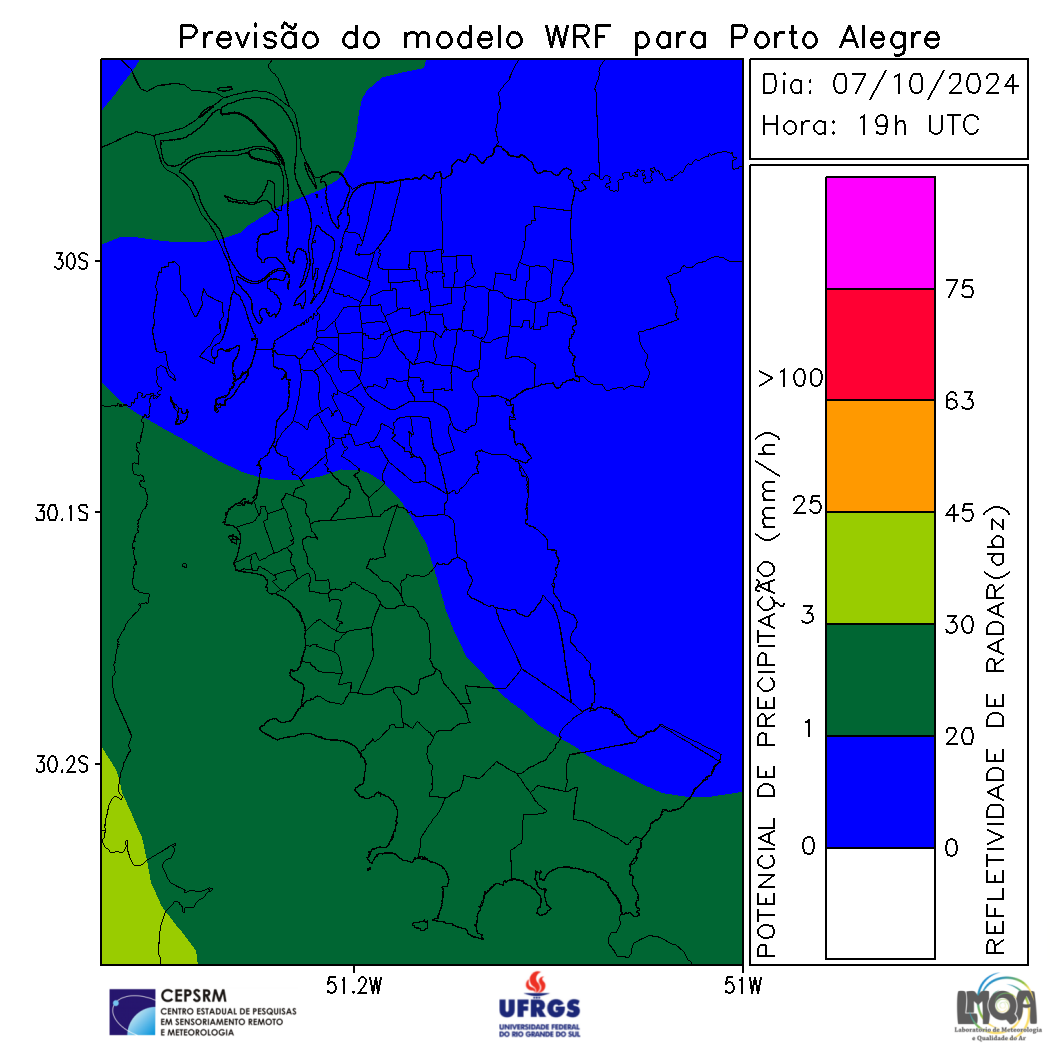 Previsão do modelo WRF para Porto Alegre
Dia: 07/10/2024
Hora: 19h UTC
30S
30.1S
30.2S
51.2W
51W
POTENCIAL DE PRECIPITAÇÃO (mm/h)
>100
25
3
1
0
75
63
45
30
20
0
REFLETIVIDADE DE RADAR(dbz)
CEPSRM
CENTRO ESTADUAL DE PESQUISAS
EM SENSORIAMENTO REMOTO
E METEOROLOGIA
UFRGS
UNIVERSIDADE FEDERAL
DO RIO GRANDE DO SUL
LMQA
Laboratório de Meteorologia
e Qualidade do Ar